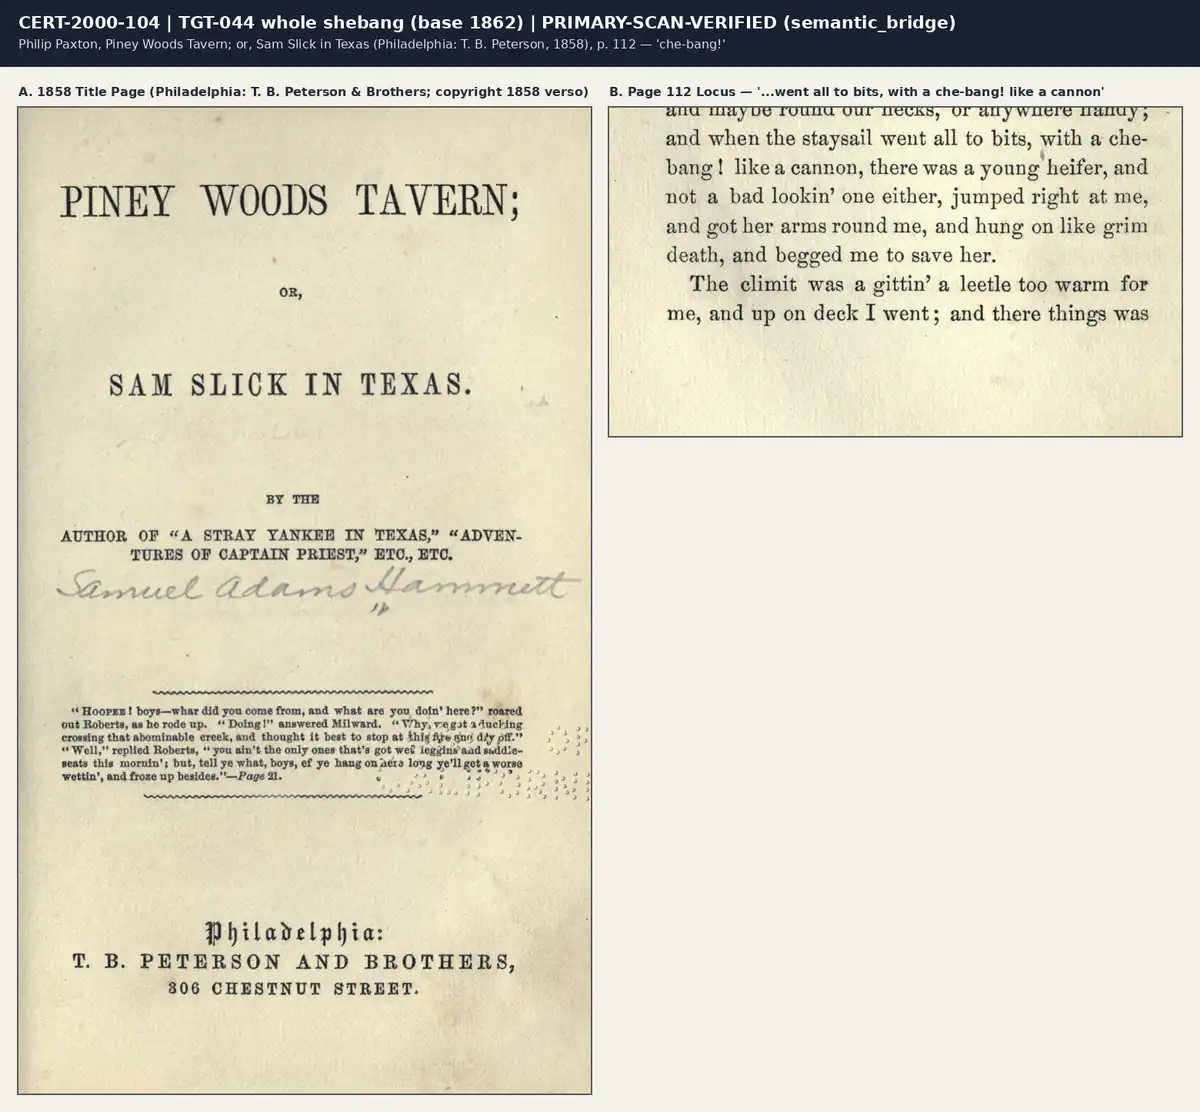 CERT-2000-104 | TGT-044 whole shebang (base 1862) | PRIMARY-SCAN-VERIFIED (semantic_bridge)
Philip Paxton, Piney Woods Tavern; or, Sam Slick in Texas (Philadelphia: T. B. Peterson, 1858), p. 112 — 'che-bang!'
A. 1858 Title Page (Philadelphia: T. B. Peterson & Brothers; copyright 1858 verso)
PINEY WOODS TAVERN;
OR,
SAM SLICK IN TEXAS.
BY THE
AUTHOR OF “A STRAY YANKEE IN TEXAS,” “ADVEN-
TURES OF CAPTAIN PRIEST,” ETC., ETC.
Samuel Adams Hammett
“HOOPEE! boys—whar did you come from, and what are you doin’ here?” roared
out Roberts, as he rode up. “Doing!” answered Milward. “Why, we got a ducking
crossing that abominable creek, and thought it best to stop at this fire and dry off.”
“Well,” replied Roberts, “you ain’t the only ones that’s got wet leggins and saddle-
seats this mornin’; but, tell ye what, boys, ef ye hang on here long ye’ll get a worse
wettin’, and froze up besides.”—Page 21.
Philadelphia:
T. B. PETERSON AND BROTHERS,
306 CHESTNUT STREET.
B. Page 112 Locus — '...went all to bits, with a che-bang! like a cannon'
and maybe round our necks, or anywhere handy;
and when the staysail went all to bits, with a che-
bang! like a cannon, there was a young heifer, and
not a bad lookin’ one either, jumped right at me,
and got her arms round me, and hung on like grim
death, and begged me to save her.
The climit was a gittin’ a leetle too warm for
me, and up on deck I went; and there things was